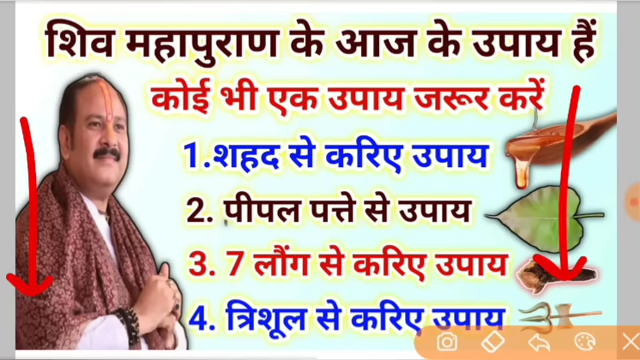 शिव महापुराण के आज के उपाय हैं
कोई भी एक उपाय जरूर करें
1.शहद से करिए उपाय
2. पीपल पत्ते से उपाय
3. 7 लौंग से करिए उपाय
4. त्रिशूल से करिए उपाय